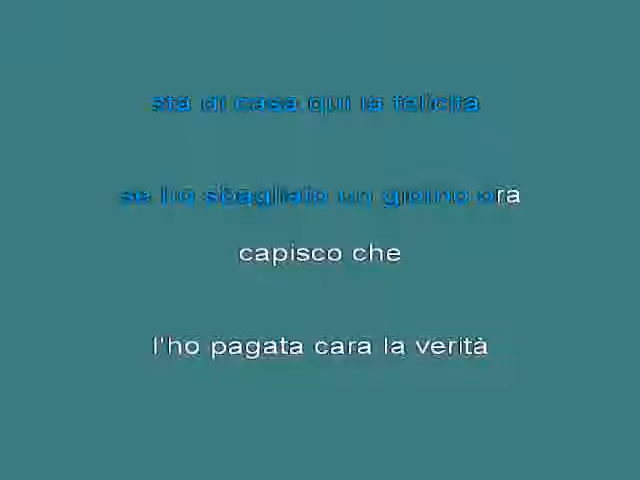 sta di casa qui la felicità
se ho sbagliato un giorno ora
capisco che
l'ho pagata cara la verità